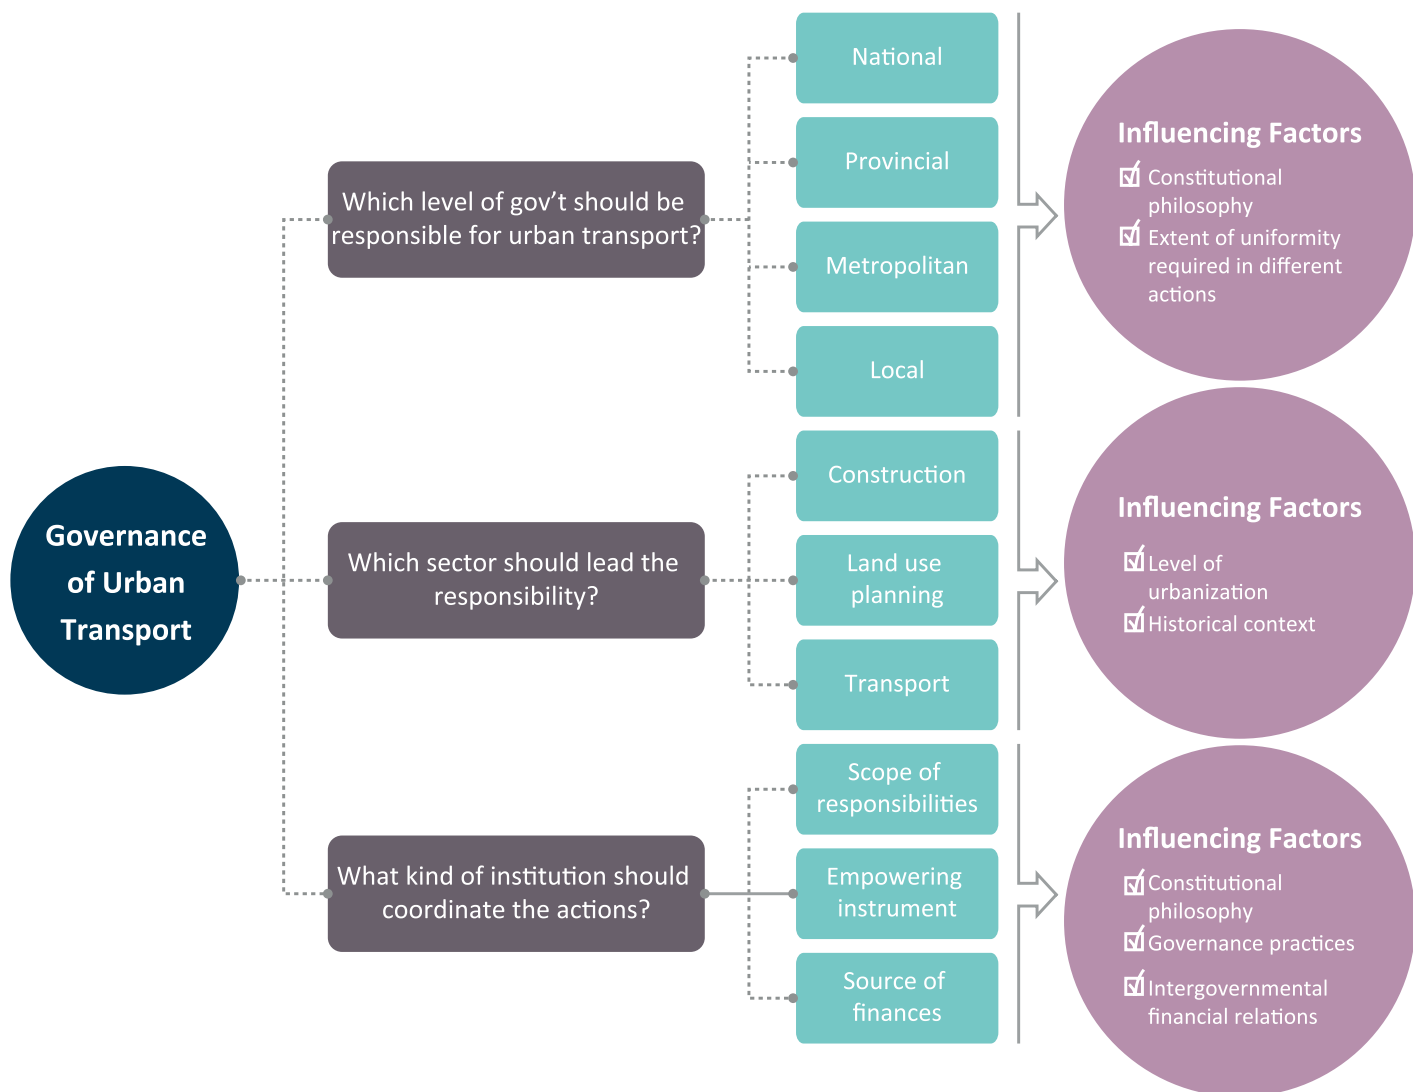 Governance
of Urban
Transport
Which level of gov’t should be
responsible for urban transport?
National
Provincial
Metropolitan
Local
Influencing Factors
Constitutional
philosophy
Extent of uniformity
required in different
actions
Which sector should lead the
responsibility?
Construction
Land use
planning
Transport
Influencing Factors
Level of
urbanization
Historical context
What kind of institution should
coordinate the actions?
Scope of
responsibilities
Empowering
instrument
Source of
finances
Influencing Factors
Constitutional
philosophy
Governance practices
Intergovernmental
financial relations